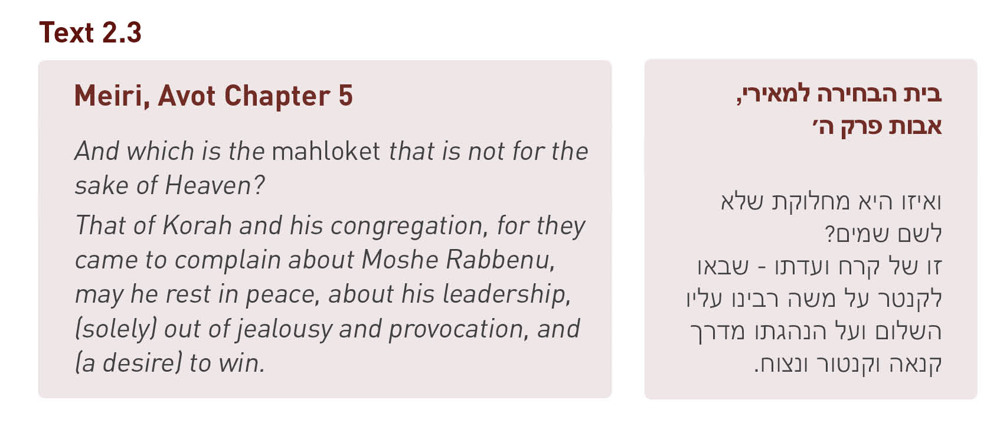 Text 2.3
Meiri, Avot Chapter 5
And which is the mahloket that is not for the
sake of Heaven?
That of Korah and his congregation, for they
came to complain about Moshe Rabbenu,
may he rest in peace, about his leadership,
(solely) out of jealousy and provocation, and
(a desire) to win.
בית הבחירה למאירי,
אבות פרק ה׳
ואיזו היא מחלוקת שלא
לשם שמים?
זו של קרח ועדתו - שבאו
לקנטר על משה רבינו עליו
השלום ועל הנהגתו מדרך
קנאה וקנטור ונצוח.